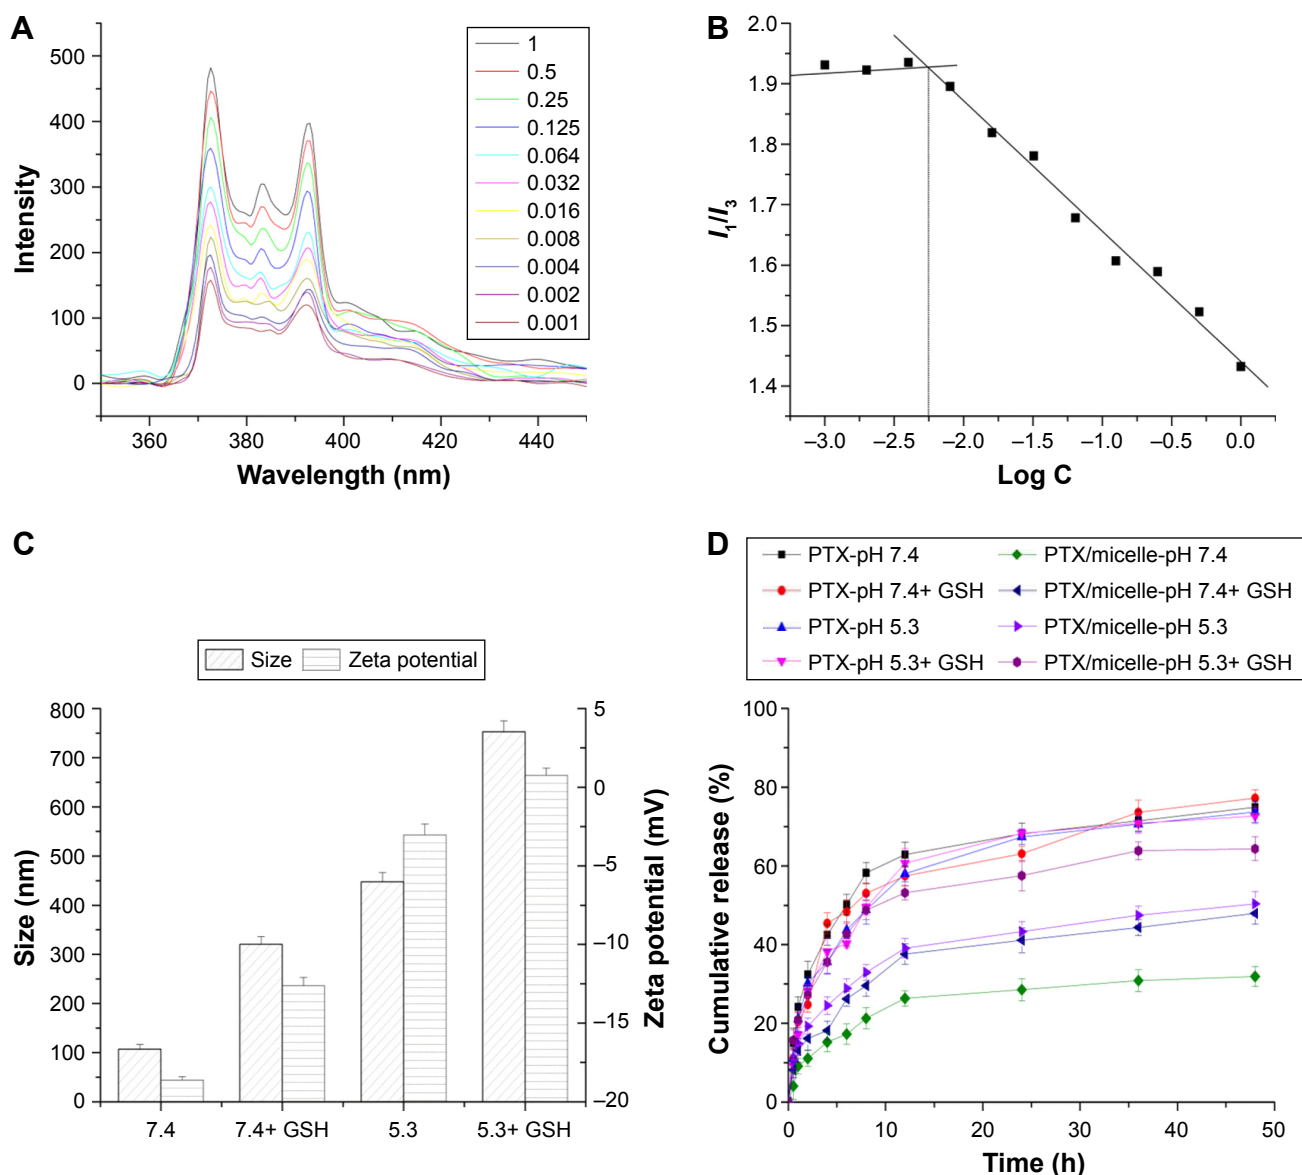 A
500
400
300
200
100
0
Intensity
360
380
400
420
440
Wavelength (nm)
1
0.5
0.25
0.125
0.064
0.032
0.016
0.008
0.004
0.002
0.001
B
2.0
1.9
1.8
1.7
1.6
1.5
1.4
I1/I3
–3.0
–2.5
–2.0
–1.5
–1.0
–0.5
0.0
Log C
C
Size
Zeta potential
800
700
600
500
400
300
200
100
0
Size (nm)
5
0
–5
–10
–15
–20
Zeta potential (mV)
7.4
7.4+ GSH
5.3
5.3+ GSH
D
PTX-pH 7.4
PTX-pH 7.4+ GSH
PTX-pH 5.3
PTX-pH 5.3+ GSH
PTX/micelle-pH 7.4
PTX/micelle-pH 7.4+ GSH
PTX/micelle-pH 5.3
PTX/micelle-pH 5.3+ GSH
100
80
60
40
20
0
Cumulative release (%)
0
10
20
30
40
50
Time (h)